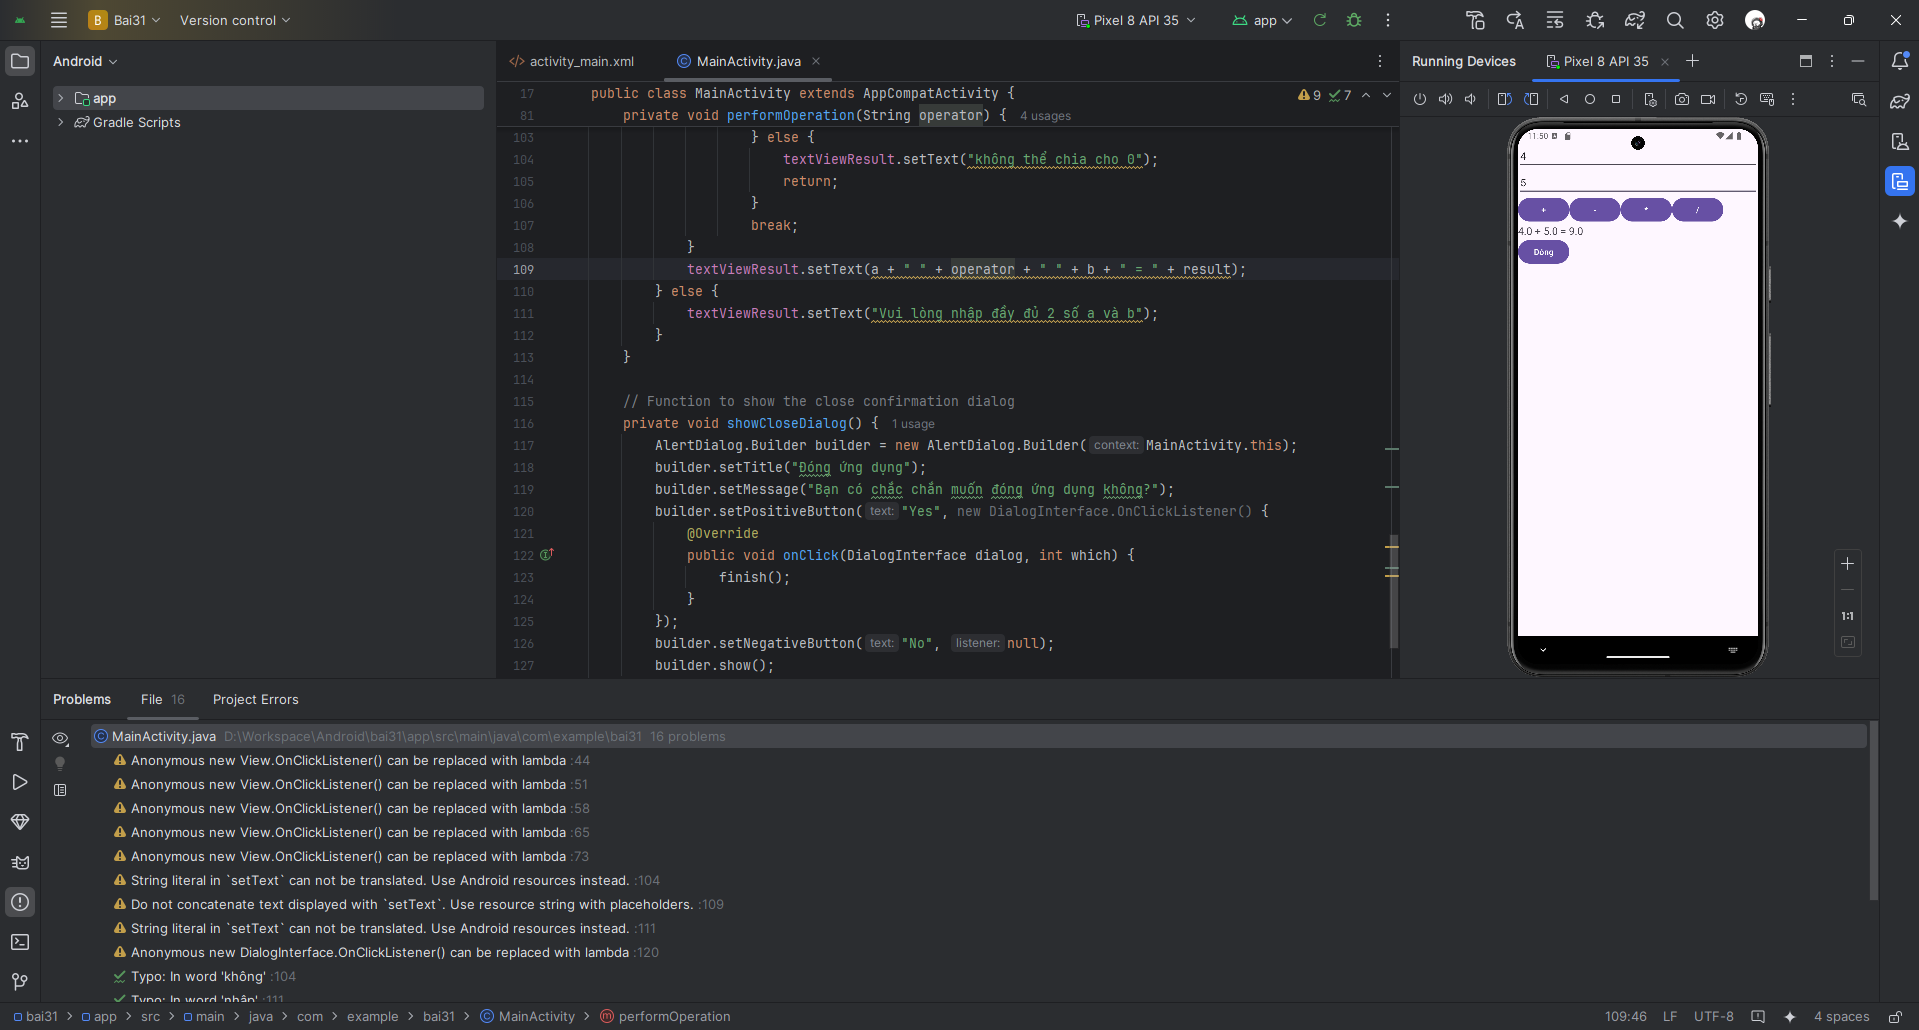 B Bai31
Version control
Pixel 8 API 35
app
Android
app
Gradle Scripts
activity_main.xml
MainActivity.java
9
7
17 public class MainActivity extends AppCompatActivity {
81 private void performOperation(String operator) { 4 usages
103 } else {
104 textViewResult.setText("không thể chia cho 0");
105 return;
106 }
107 break;
108 }
109 textViewResult.setText(a + " " + operator + " " + b + " = " + result);
110 } else {
111 textViewResult.setText("Vui lòng nhập đầy đủ 2 số a và b");
112 }
113 }
114
115 // Function to show the close confirmation dialog
116 private void showCloseDialog() { 1 usage
117 AlertDialog.Builder builder = new AlertDialog.Builder( context: MainActivity.this);
118 builder.setTitle("Đóng ứng dụng");
119 builder.setMessage("Bạn có chắc chắn muốn đóng ứng dụng không?");
120 builder.setPositiveButton( text: "Yes", new DialogInterface.OnClickListener() {
121 @Override
122 public void onClick(DialogInterface dialog, int which) {
123 finish();
124 }
125 });
126 builder.setNegativeButton( text: "No", listener: null);
127 builder.show();
Running Devices
Pixel 8 API 35
11:50
4
5
+ - * /
4.0 + 5.0 = 9.0
Đóng
1:1
Problems
File 16
Project Errors
MainActivity.java D:\Workspace\Android\bai31\app\src\main\java\com\example\bai31 16 problems
Anonymous new View.OnClickListener() can be replaced with lambda :44
Anonymous new View.OnClickListener() can be replaced with lambda :51
Anonymous new View.OnClickListener() can be replaced with lambda :58
Anonymous new View.OnClickListener() can be replaced with lambda :65
Anonymous new View.OnClickListener() can be replaced with lambda :73
String literal in `setText` can not be translated. Use Android resources instead. :104
Do not concatenate text displayed with `setText`. Use resource string with placeholders. :109
String literal in `setText` can not be translated. Use Android resources instead. :111
Anonymous new DialogInterface.OnClickListener() can be replaced with lambda :120
Typo: In word 'không' :104
Typo: In word 'nhập' :111
bai31 > app > src > main > java > com > example > bai31 > MainActivity > performOperation
109:46
LF
UTF-8
4 spaces